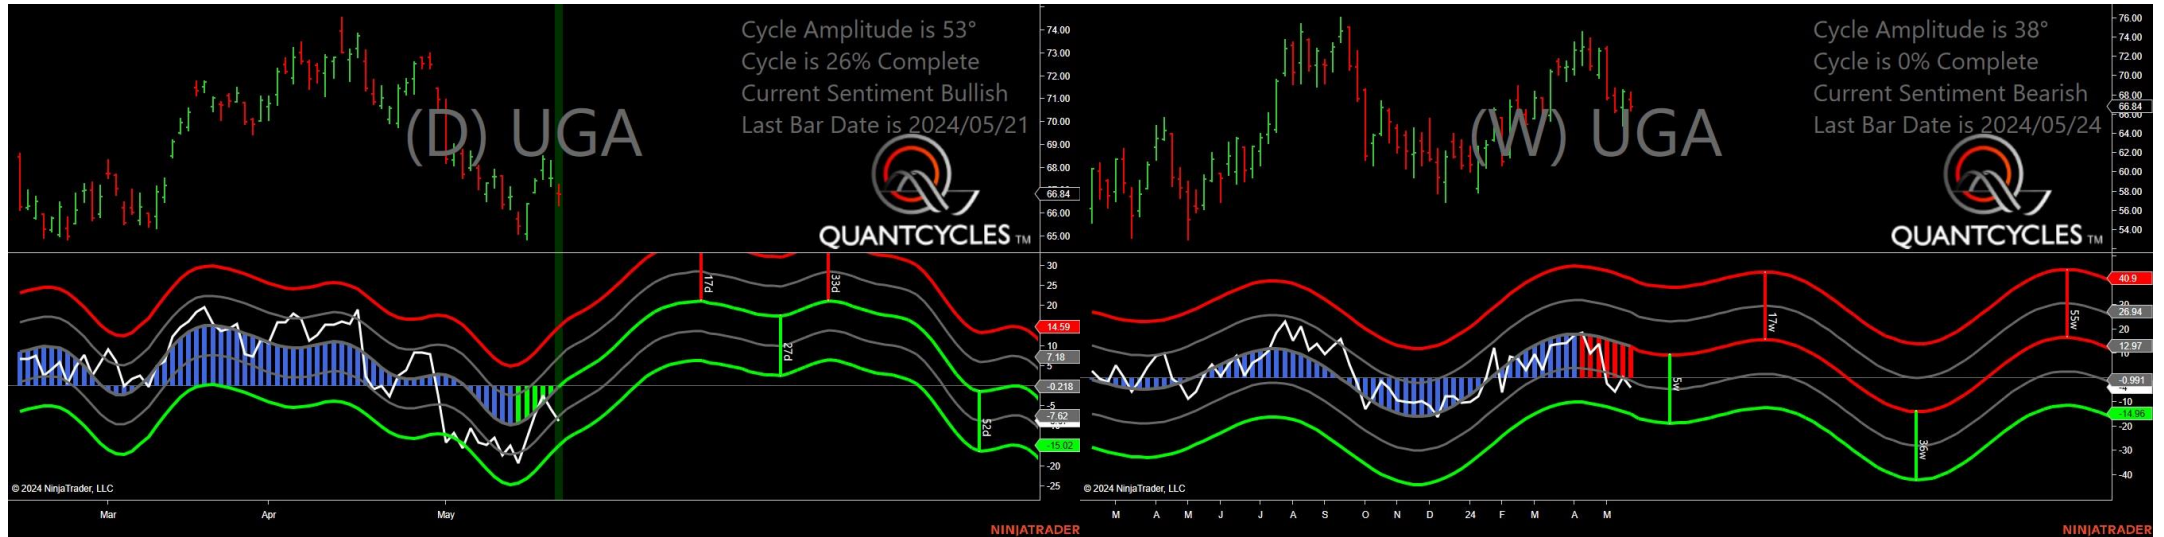 Cycle Amplitude is 53°
Cycle is 26% Complete
Current Sentiment Bullish
Last Bar Date is 2024/05/21
(D) UGA
QUANTCYCLES TM
74.00
73.00
72.00
71.00
70.00
69.00
68.00
66.84
66.00
65.00
17d
33d
27d
52d
30
25
20
14.59
10
7.18
5
-0.218
-5
-7.62
-15.02
-20
-25
© 2024 NinjaTrader, LLC
Mar
Apr
May
NINJATRADER
Cycle Amplitude is 38°
Cycle is 0% Complete
Current Sentiment Bearish
Last Bar Date is 2024/05/24
(W) UGA
QUANTCYCLES TM
76.00
74.00
72.00
70.00
68.00
66.84
66.00
64.00
62.00
60.00
58.00
56.00
54.00
17w
55w
5w
36w
40.9
26.94
20
12.97
10
-0.991
-10
-14.96
-20
-30
-40
© 2024 NinjaTrader, LLC
M
A
M
J
J
A
S
O
N
D
24
F
M
A
M
NINJATRADER